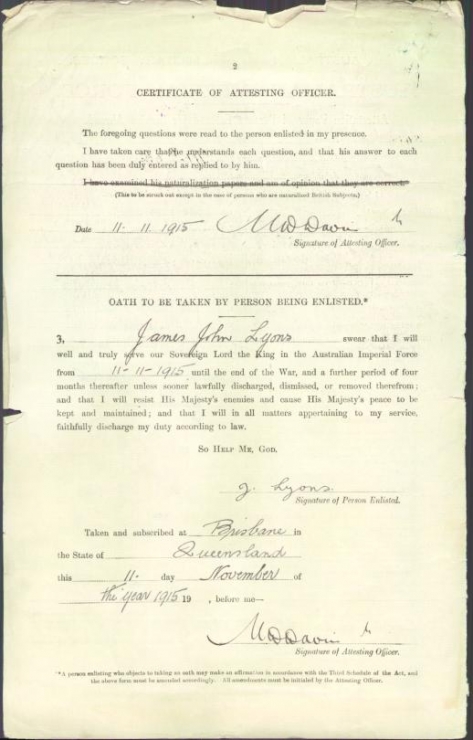 2
CERTIFICATE OF ATTESTING OFFICER.
The foregoing questions were read to the person enlisted in my presence.
I have taken care that he understands each question, and that his answer to each
question has been duly entered as replied to by him.
I have examined his naturalization papers and am of opinion that they are correct.
(This to be struck out except in the case of persons who are naturalized British Subjects.)
Date 11. 11. 1915
Signature of Attesting Officer.
OATH TO BE TAKEN BY PERSON BEING ENLISTED.*
I, James John Lyons swear that I will
well and truly serve our Sovereign Lord the King in the Australian Imperial Force
from 11-11-1915 until the end of the War, and a further period of four
months thereafter unless sooner lawfully discharged, dismissed, or removed therefrom;
and that I will resist His Majesty's enemies and cause His Majesty's peace to be
kept and maintained; and that I will in all matters appertaining to my service,
faithfully discharge my duty according to law.
So Help Me, God.
J. Lyons
Signature of Person Enlisted.
Taken and subscribed at Brisbane in
the State of Queensland
this 11. day November of
the year 1915 19 , before me—
Signature of Attesting Officer.
*A person enlisting who objects to taking an oath may make an affirmation in accordance with the Third Schedule of the Act, and
the above form must be amended accordingly. All amendments must be initialed by the Attesting Officer.